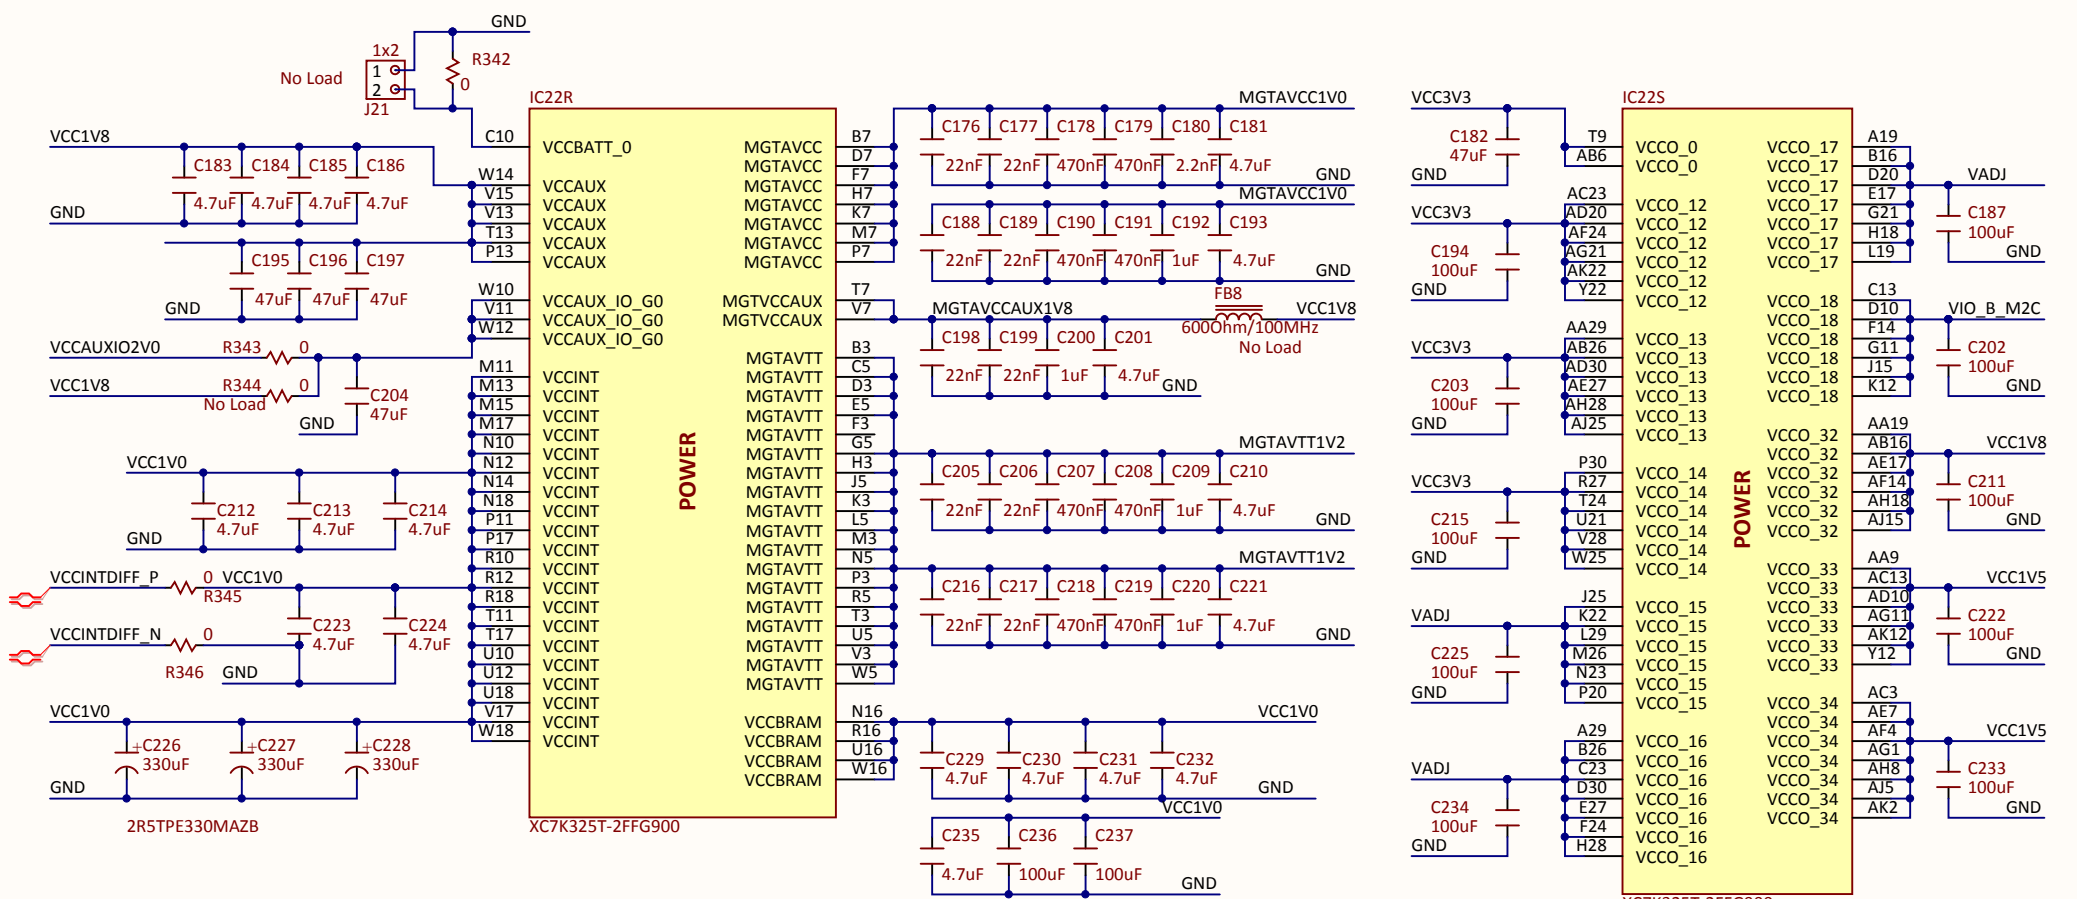 GND
1x2
1
2
No Load
J21
R342
0
IC22R
C10 VCCBATT_0
VCC1V8
C183 C184 C185 C186
4.7uF 4.7uF 4.7uF 4.7uF
GND
W14 VCCAUX
V15 VCCAUX
V13 VCCAUX
T13 VCCAUX
P13 VCCAUX
C195 C196 C197
47uF 47uF 47uF
GND
W10 VCCAUX_IO_G0
V11 VCCAUX_IO_G0
W12 VCCAUX_IO_G0
VCCAUXIO2V0 R343 0
VCC1V8 R344 0
No Load
C204
47uF
GND
M11 VCCINT
M13 VCCINT
M15 VCCINT
M17 VCCINT
N10 VCCINT
N12 VCCINT
N14 VCCINT
N18 VCCINT
P11 VCCINT
P17 VCCINT
R10 VCCINT
R12 VCCINT
R18 VCCINT
T11 VCCINT
T17 VCCINT
U10 VCCINT
U12 VCCINT
U18 VCCINT
V17 VCCINT
W18 VCCINT
VCC1V0
C212 C213 C214
4.7uF 4.7uF 4.7uF
GND
VCCINTDIFF_P 0 VCC1V0
R345
VCCINTDIFF_N 0
R346
C223 C224
4.7uF 4.7uF
GND
VCC1V0
+C226 +C227 +C228
330uF 330uF 330uF
GND
2R5TPE330MAZB
POWER
XC7K325T-2FFG900
MGTAVCC B7
MGTAVCC D7
MGTAVCC F7
MGTAVCC H7
MGTAVCC K7
MGTAVCC M7
MGTAVCC P7
MGTVCCAUX T7
MGTVCCAUX V7
MGTAVTT B3
MGTAVTT C5
MGTAVTT D3
MGTAVTT E5
MGTAVTT F3
MGTAVTT G5
MGTAVTT H3
MGTAVTT J5
MGTAVTT K3
MGTAVTT L5
MGTAVTT M3
MGTAVTT N5
MGTAVTT P3
MGTAVTT R5
MGTAVTT T3
MGTAVTT U5
MGTAVTT V3
MGTAVTT W5
VCCBRAM N16
VCCBRAM R16
VCCBRAM U16
VCCBRAM W16
MGTAVCC1V0
C176 C177 C178 C179 C180 C181
22nF 22nF 470nF 470nF 2.2nF 4.7uF
GND
MGTAVCC1V0
C188 C189 C190 C191 C192 C193
22nF 22nF 470nF 470nF 1uF 4.7uF
GND
MGTAVCCAUX1V8 FB8 VCC1V8
600Ohm/100MHz
No Load
C198 C199 C200 C201
22nF 22nF 1uF 4.7uF
GND
MGTAVTT1V2
C205 C206 C207 C208 C209 C210
22nF 22nF 470nF 470nF 1uF 4.7uF
GND
MGTAVTT1V2
C216 C217 C218 C219 C220 C221
22nF 22nF 470nF 470nF 1uF 4.7uF
GND
VCC1V0
C229 C230 C231 C232
4.7uF 4.7uF 4.7uF 4.7uF
GND
VCC1V0
C235 C236 C237
4.7uF 100uF 100uF
GND
IC22S
VCC3V3
C182
47uF
GND
T9 VCCO_0
AB6 VCCO_0
VCC3V3
C194
100uF
GND
AC23 VCCO_12
AD20 VCCO_12
AF24 VCCO_12
AG21 VCCO_12
AK22 VCCO_12
Y22 VCCO_12
VCC3V3
C203
100uF
GND
AA29 VCCO_13
AB26 VCCO_13
AD30 VCCO_13
AE27 VCCO_13
AH28 VCCO_13
AJ25 VCCO_13
VCC3V3
C215
100uF
GND
P30 VCCO_14
R27 VCCO_14
T24 VCCO_14
U21 VCCO_14
V28 VCCO_14
W25 VCCO_14
VADJ
C225
100uF
GND
J25 VCCO_15
K22 VCCO_15
L29 VCCO_15
M26 VCCO_15
N23 VCCO_15
P20 VCCO_15
VADJ
C234
100uF
GND
A29 VCCO_16
B26 VCCO_16
C23 VCCO_16
D30 VCCO_16
E27 VCCO_16
F24 VCCO_16
H28 VCCO_16
POWER
VCCO_17 A19
VCCO_17 B16
VCCO_17 D20
VCCO_17 E17
VCCO_17 G21
VCCO_17 H18
VCCO_17 L19
VADJ
C187
100uF
GND
VCCO_18 C13
VCCO_18 D10
VCCO_18 F14
VCCO_18 G11
VCCO_18 J15
VCCO_18 K12
VIO_B_M2C
C202
100uF
GND
VCCO_32 AA19
VCCO_32 AB16
VCCO_32 AE17
VCCO_32 AF14
VCCO_32 AH18
VCCO_32 AJ15
VCC1V8
C211
100uF
GND
VCCO_33 AA9
VCCO_33 AC13
VCCO_33 AD10
VCCO_33 AG11
VCCO_33 AK12
VCCO_33 Y12
VCC1V5
C222
100uF
GND
VCCO_34 AC3
VCCO_34 AE7
VCCO_34 AF4
VCCO_34 AG1
VCCO_34 AH8
VCCO_34 AJ5
VCCO_34 AK2
VCC1V5
C233
100uF
GND